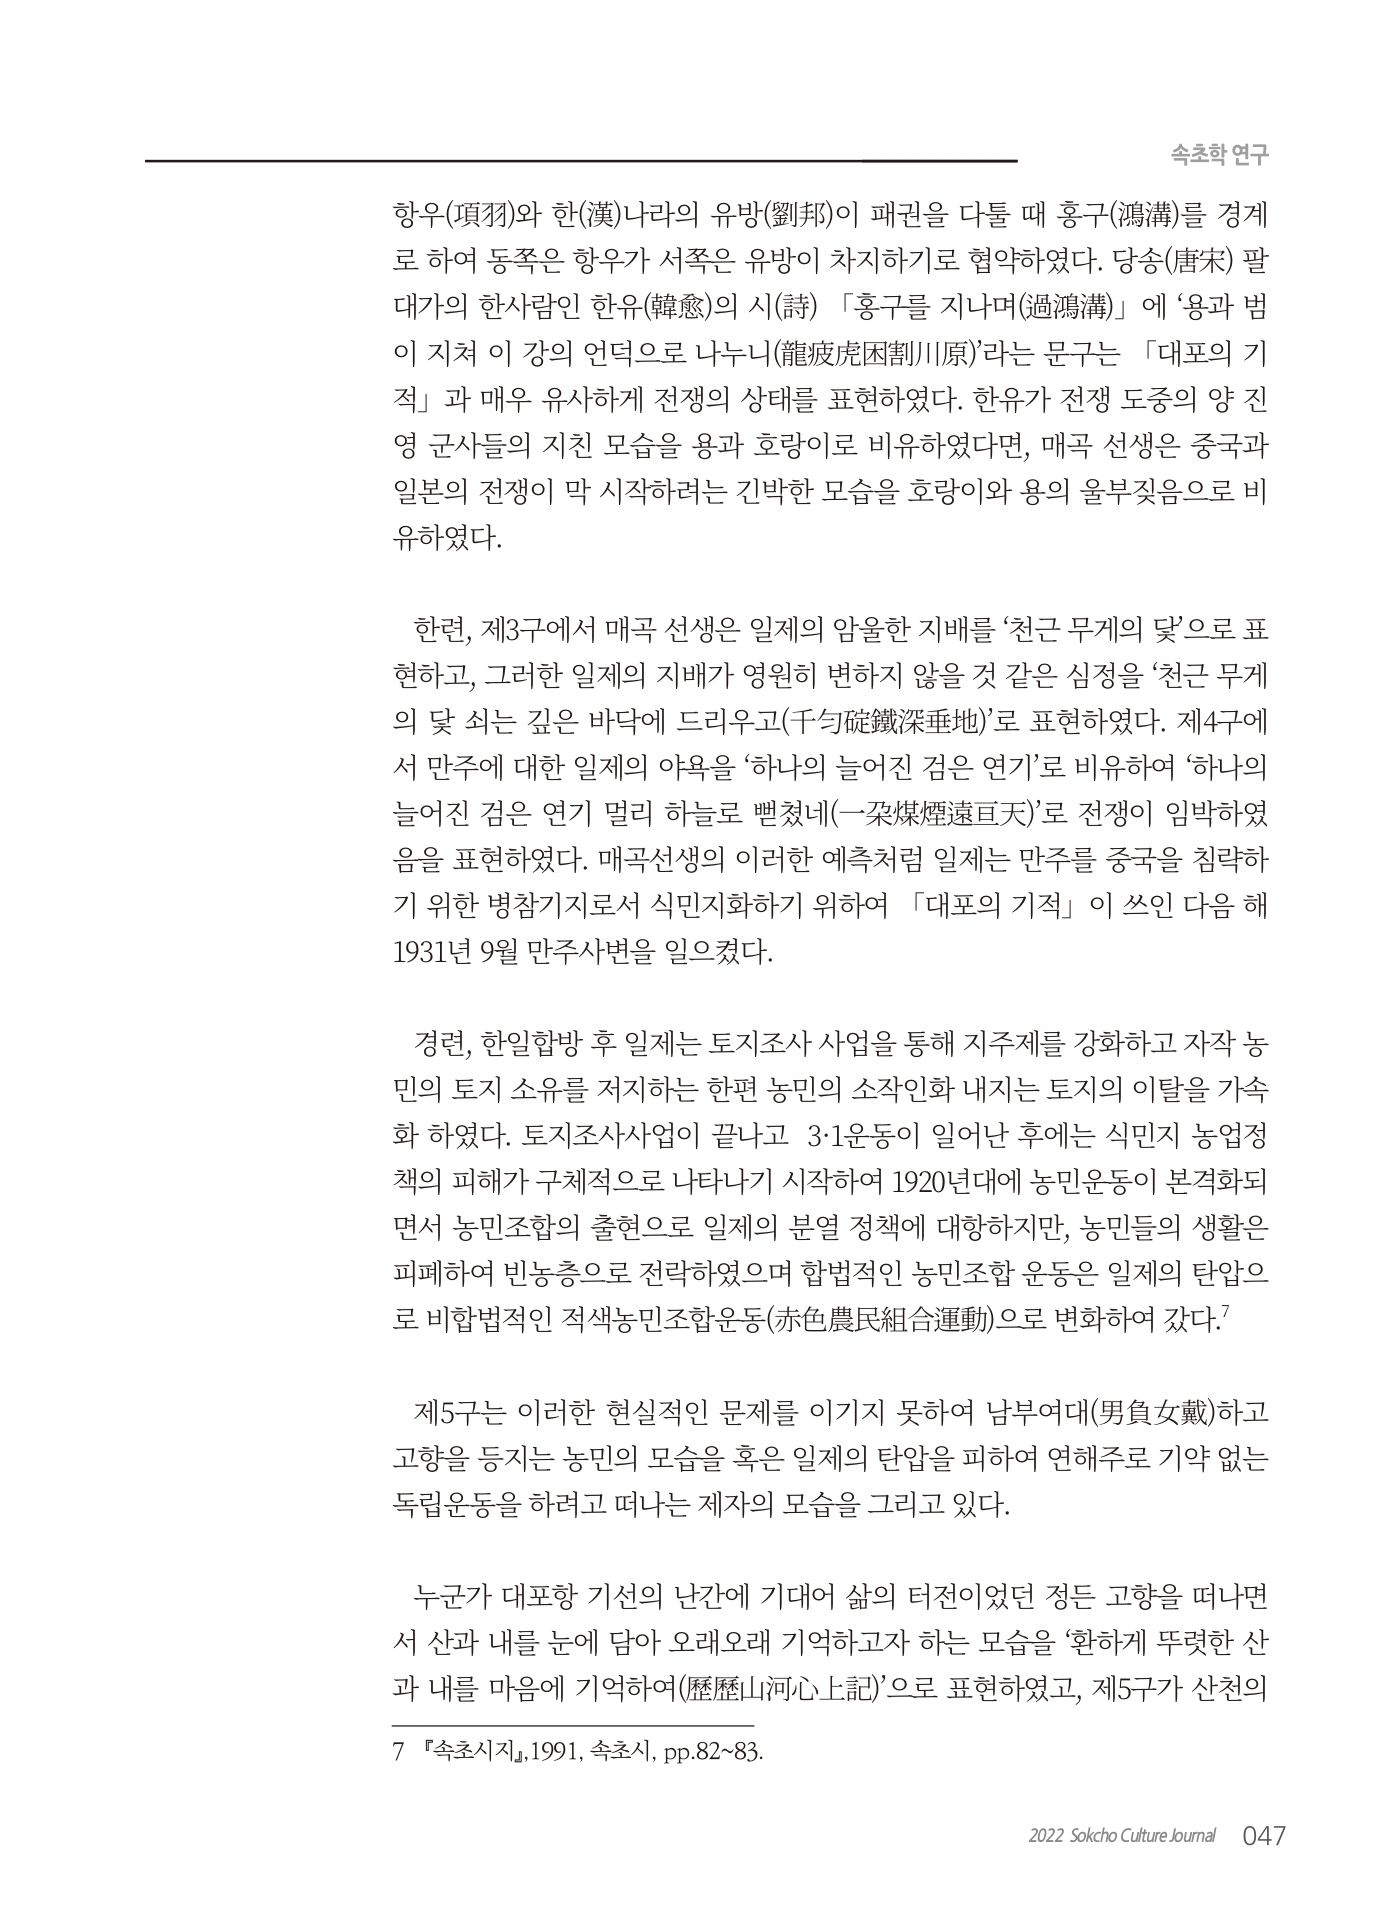 속초학 연구
항우(項羽)와 한(漢)나라의 유방(劉邦)이 패권을 다툴 때 홍구(鴻溝)를 경계
로 하여 동쪽은 항우가 서쪽은 유방이 차지하기로 협약하였다. 당송(唐宋) 팔
대가의 한사람인 한유(韓愈)의 시(詩) 「홍구를 지나며(過鴻溝)」에 ‘용과 범
이 지쳐 이 강의 언덕으로 나누니(龍疲虎困割川原)’라는 문구는 「대포의 기
적」과 매우 유사하게 전쟁의 상태를 표현하였다. 한유가 전쟁 도중의 양 진
영 군사들의 지친 모습을 용과 호랑이로 비유하였다면, 매곡 선생은 중국과
일본의 전쟁이 막 시작하려는 긴박한 모습을 호랑이와 용의 울부짖음으로 비
유하였다.
한련, 제3구에서 매곡 선생은 일제의 암울한 지배를 ‘천근 무게의 닻’으로 표
현하고, 그러한 일제의 지배가 영원히 변하지 않을 것 같은 심정을 ‘천근 무게
의 닻 쇠는 깊은 바닥에 드리우고(千勻碇鐵深垂地)’로 표현하였다. 제4구에
서 만주에 대한 일제의 야욕을 ‘하나의 늘어진 검은 연기’로 비유하여 ‘하나의
늘어진 검은 연기 멀리 하늘로 뻗쳤네(一朶煤煙遠亘天)’로 전쟁이 임박하였
음을 표현하였다. 매곡선생의 이러한 예측처럼 일제는 만주를 중국을 침략하
기 위한 병참기지로서 식민지화하기 위하여 「대포의 기적」이 쓰인 다음 해
1931년 9월 만주사변을 일으켰다.
경련, 한일합방 후 일제는 토지조사 사업을 통해 지주제를 강화하고 자작 농
민의 토지 소유를 저지하는 한편 농민의 소작인화 내지는 토지의 이탈을 가속
화 하였다. 토지조사사업이 끝나고 3·1운동이 일어난 후에는 식민지 농업정
책의 피해가 구체적으로 나타나기 시작하여 1920년대에 농민운동이 본격화되
면서 농민조합의 출현으로 일제의 분열 정책에 대항하지만, 농민들의 생활은
피폐하여 빈농층으로 전락하였으며 합법적인 농민조합 운동은 일제의 탄압으
로 비합법적인 적색농민조합운동(赤色農民組合運動)으로 변화하여 갔다.7
제5구는 이러한 현실적인 문제를 이기지 못하여 남부여대(男負女戴)하고
고향을 등지는 농민의 모습을 혹은 일제의 탄압을 피하여 연해주로 기약 없는
독립운동을 하려고 떠나는 제자의 모습을 그리고 있다.
누군가 대포항 기선의 난간에 기대어 삶의 터전이었던 정든 고향을 떠나면
서 산과 내를 눈에 담아 오래오래 기억하고자 하는 모습을 ‘환하게 뚜렷한 산
과 내를 마음에 기억하여(歷歷山河心上記)’으로 표현하였고, 제5구가 산천의
7 『속초시지』,1991, 속초시, pp.82~83.
2022 Sokcho Culture Journal 047